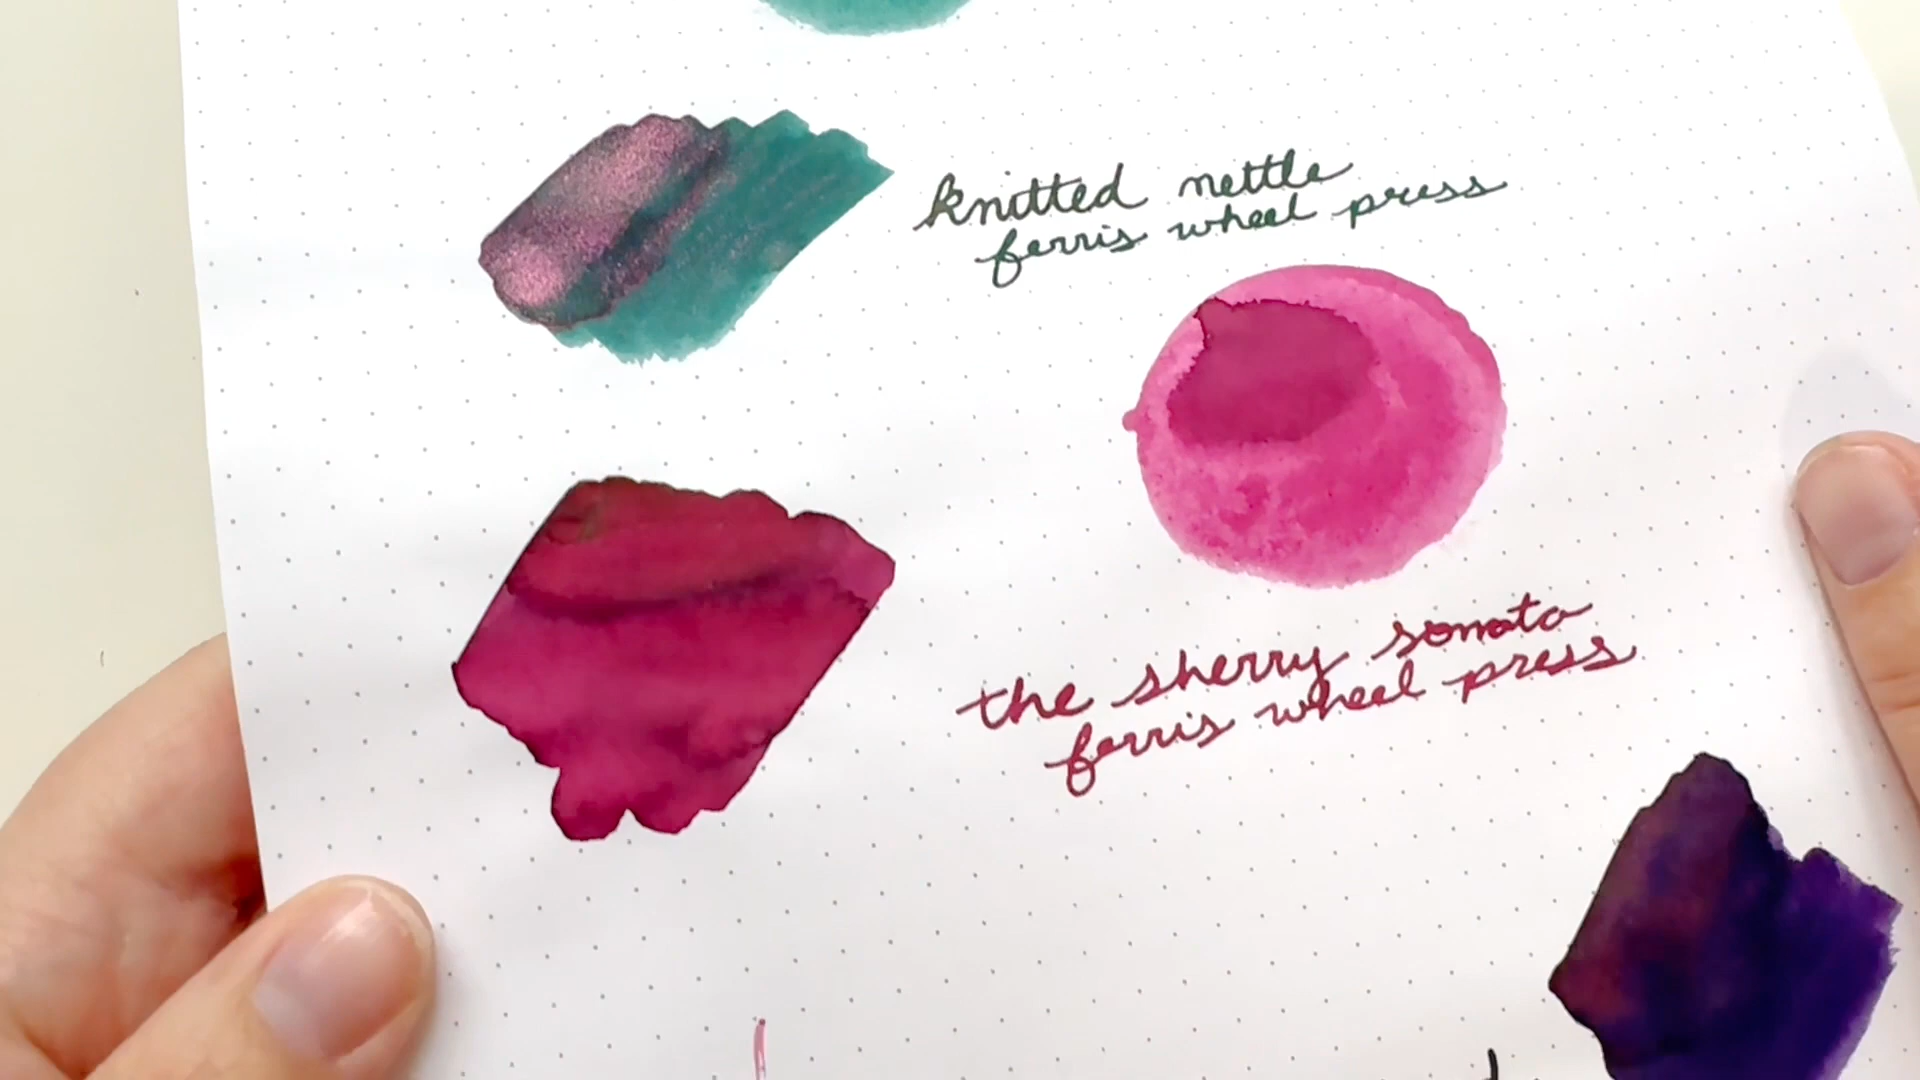 knitted nettle
ferris wheel press
the sherry sonata
ferris wheel press